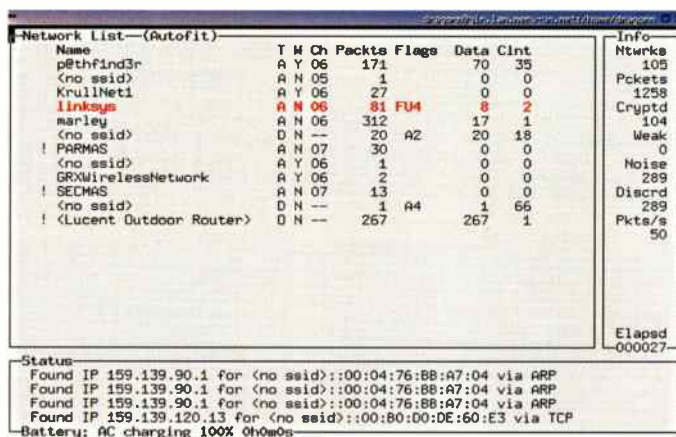 Network List—(Autofit)
Name T W Ch Packts Flags Data Clnt
p@thf1nd3r A Y 06 171 70 35
<no ssid> A N 05 1 0 0
KrullNet1 A Y 06 27 0 0
linksys A N 06 81 FU4 8 2
marley A Y 06 312 17 1
<no ssid> D N -- 20 A2 20 18
! PARMAS A N 07 30 0 0
<no ssid> A Y 06 1 0 0
GRXWirelessNetwork A Y 06 2 0 0
! SECMAS A N 07 13 0 0
<no ssid> D N -- 1 A4 1 66
! <Lucent Outdoor Router> O N -- 267 267 1
Info
Ntwrks
105
Pckets
1258
Cryptd
104
Weak
0
Noise
289
Discrd
289
Pkts/s
50
Elapsd
000027
Status
Found IP 159.139.90.1 for <no ssid>::00:04:76:BB:A7:04 via ARP
Found IP 159.139.90.1 for <no ssid>::00:04:76:BB:A7:04 via ARP
Found IP 159.139.90.1 for <no ssid>::00:04:76:BB:A7:04 via ARP
Found IP 159.139.120.13 for <no ssid>::00:B0:D0:DE:60:E3 via TCP
Battery: AC charging 100% 0h0m0s